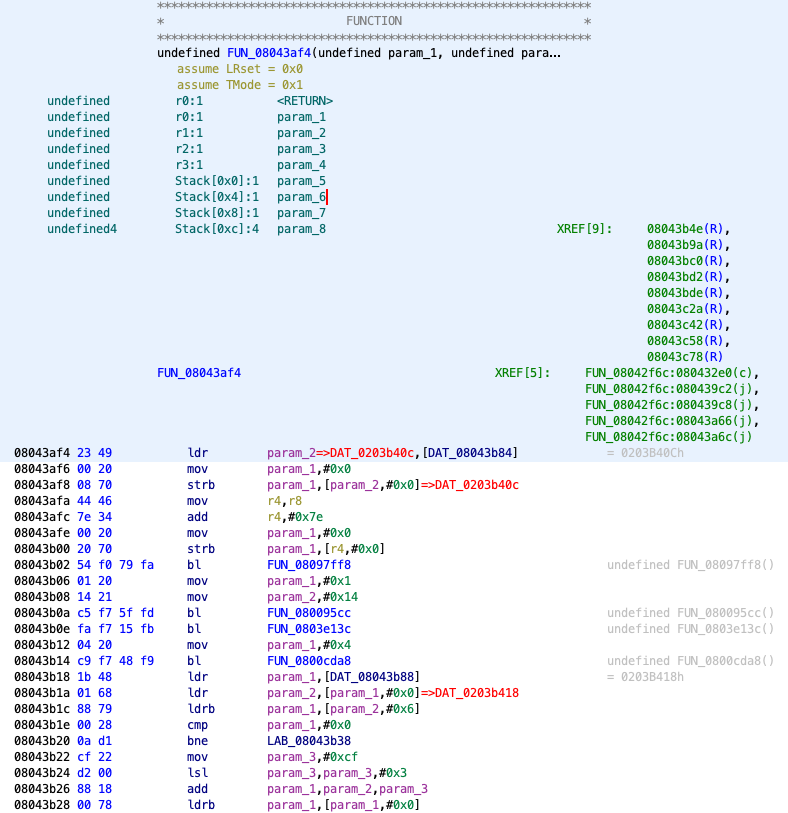 *************************************************************
* FUNCTION *
*************************************************************
undefined FUN_08043af4(undefined param_1, undefined para...
assume LRset = 0x0
assume TMode = 0x1
undefined r0:1 <RETURN>
undefined r0:1 param_1
undefined r1:1 param_2
undefined r2:1 param_3
undefined r3:1 param_4
undefined Stack[0x0]:1 param_5
undefined Stack[0x4]:1 param_6
undefined Stack[0x8]:1 param_7
undefined4 Stack[0xc]:4 param_8 XREF[9]: 08043b4e(R),
08043b9a(R),
08043bc0(R),
08043bd2(R),
08043bde(R),
08043c2a(R),
08043c42(R),
08043c58(R),
08043c78(R)
FUN_08043af4 XREF[5]: FUN_08042f6c:080432e0(c),
FUN_08042f6c:080439c2(j),
FUN_08042f6c:080439c8(j),
FUN_08042f6c:08043a66(j),
FUN_08042f6c:08043a6c(j)
08043af4 23 49 ldr param_2=>DAT_0203b40c,[DAT_08043b84] = 0203B40Ch
08043af6 00 20 mov param_1,#0x0
08043af8 08 70 strb param_1,[param_2,#0x0]=>DAT_0203b40c
08043afa 44 46 mov r4,r8
08043afc 7e 34 add r4,#0x7e
08043afe 00 20 mov param_1,#0x0
08043b00 20 70 strb param_1,[r4,#0x0]
08043b02 54 f0 79 fa bl FUN_08097ff8 undefined FUN_08097ff8()
08043b06 01 20 mov param_1,#0x1
08043b08 14 21 mov param_2,#0x14
08043b0a c5 f7 5f fd bl FUN_080095cc undefined FUN_080095cc()
08043b0e fa f7 15 fb bl FUN_0803e13c undefined FUN_0803e13c()
08043b12 04 20 mov param_1,#0x4
08043b14 c9 f7 48 f9 bl FUN_0800cda8 undefined FUN_0800cda8()
08043b18 1b 48 ldr param_1,[DAT_08043b88] = 0203B418h
08043b1a 01 68 ldr param_2,[param_1,#0x0]=>DAT_0203b418
08043b1c 88 79 ldrb param_1,[param_2,#0x6]
08043b1e 00 28 cmp param_1,#0x0
08043b20 0a d1 bne LAB_08043b38
08043b22 cf 22 mov param_3,#0xcf
08043b24 d2 00 lsl param_3,param_3,#0x3
08043b26 88 18 add param_1,param_2,param_3
08043b28 00 78 ldrb param_1,[param_1,#0x0]